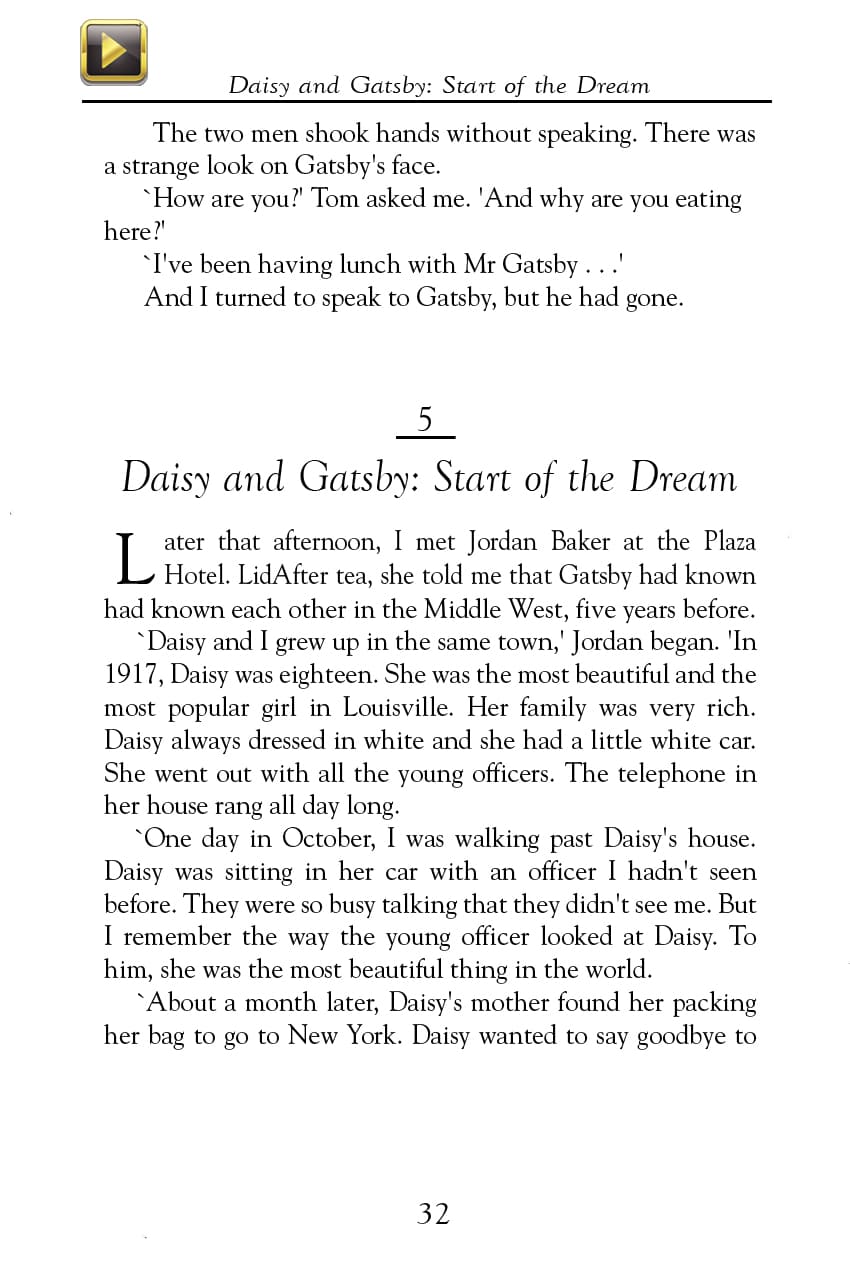 Daisy and Gatsby: Start of the Dream
The two men shook hands without speaking. There was
a strange look on Gatsby's face.
`How are you?' Tom asked me. 'And why are you eating
here?'
`I've been having lunch with Mr Gatsby . . .'
And I turned to speak to Gatsby, but he had gone.
5
Daisy and Gatsby: Start of the Dream
Later that afternoon, I met Jordan Baker at the Plaza
Hotel. LidAfter tea, she told me that Gatsby had known
had known each other in the Middle West, five years before.
`Daisy and I grew up in the same town,' Jordan began. 'In
1917, Daisy was eighteen. She was the most beautiful and the
most popular girl in Louisville. Her family was very rich.
Daisy always dressed in white and she had a little white car.
She went out with all the young officers. The telephone in
her house rang all day long.
`One day in October, I was walking past Daisy's house.
Daisy was sitting in her car with an officer I hadn't seen
before. They were so busy talking that they didn't see me. But
I remember the way the young officer looked at Daisy. To
him, she was the most beautiful thing in the world.
`About a month later, Daisy's mother found her packing
her bag to go to New York. Daisy wanted to say goodbye to
32